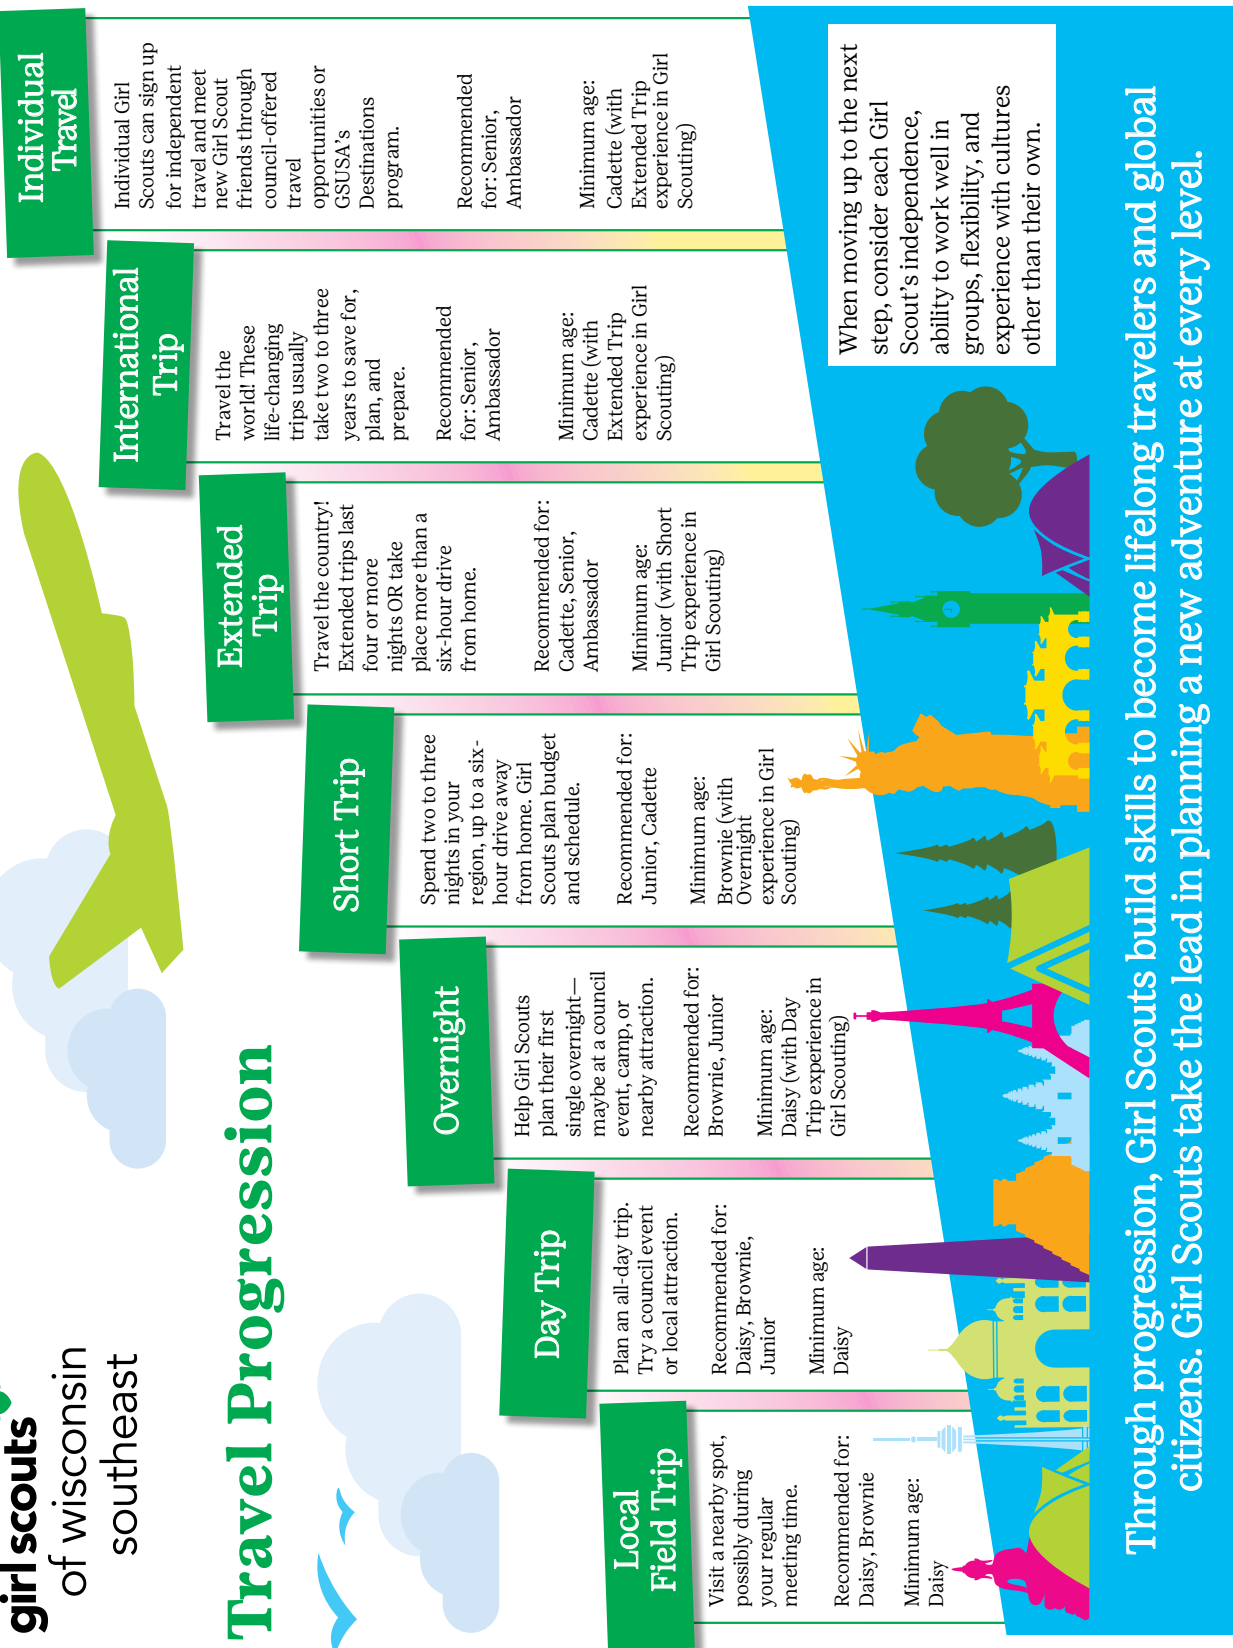 girl scouts
of wisconsin
southeast
Travel Progression
Local
Field Trip
Visit a nearby spot,
possibly during
your regular
meeting time.
Recommended for:
Daisy, Brownie
Minimum age:
Daisy
Day Trip
Plan an all-day trip.
Try a council event
or local attraction.
Recommended for:
Daisy, Brownie,
Junior
Minimum age:
Daisy
Overnight
Help Girl Scouts
plan their first
single overnight—
maybe at a council
event, camp, or
nearby attraction.
Recommended for:
Brownie, Junior
Minimum age:
Daisy (with Day
Trip experience in
Girl Scouting)
Short Trip
Spend two to three
nights in your
region, up to a six-
hour drive away
from home. Girl
Scouts plan budget
and schedule.
Recommended for:
Junior, Cadette
Minimum age:
Brownie (with
Overnight
experience in Girl
Scouting)
Extended
Trip
Travel the country!
Extended trips last
four or more
nights OR take
place more than a
six-hour drive
from home.
Recommended for:
Cadette, Senior,
Ambassador
Minimum age:
Junior (with Short
Trip experience in
Girl Scouting)
International
Trip
Travel the
world! These
life-changing
trips usually
take two to three
years to save for,
plan, and
prepare.
Recommended
for: Senior,
Ambassador
Minimum age:
Cadette (with
Extended Trip
experience in Girl
Scouting)
Individual
Travel
Individual Girl
Scouts can sign up
for independent
travel and meet
new Girl Scout
friends through
council-offered
travel
opportunities or
GSUSA's
Destinations
program.
Recommended
for: Senior,
Ambassador
Minimum age:
Cadette (with
Extended Trip
experience in Girl
Scouting)
When moving up to the next
step, consider each Girl
Scout's independence,
ability to work well in
groups, flexibility, and
experience with cultures
other than their own.
Through progression, Girl Scouts build skills to become lifelong travelers and global
citizens. Girl Scouts take the lead in planning a new adventure at every level.